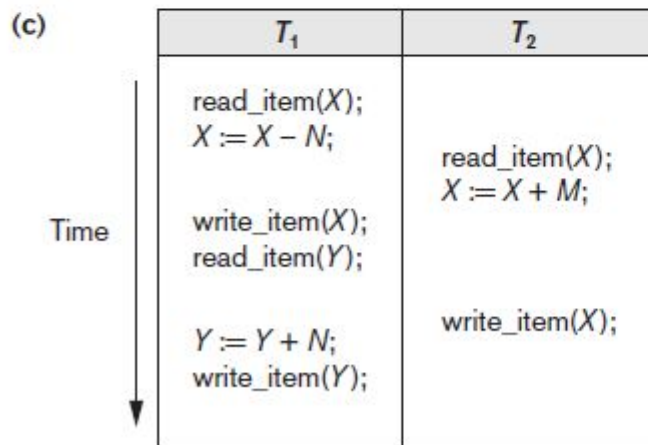 (c)
T₁ T₂
read_item(X);
X := X – N;
read_item(X);
X := X + M;
Time
write_item(X);
read_item(Y);
write_item(X);
Y := Y + N;
write_item(Y);